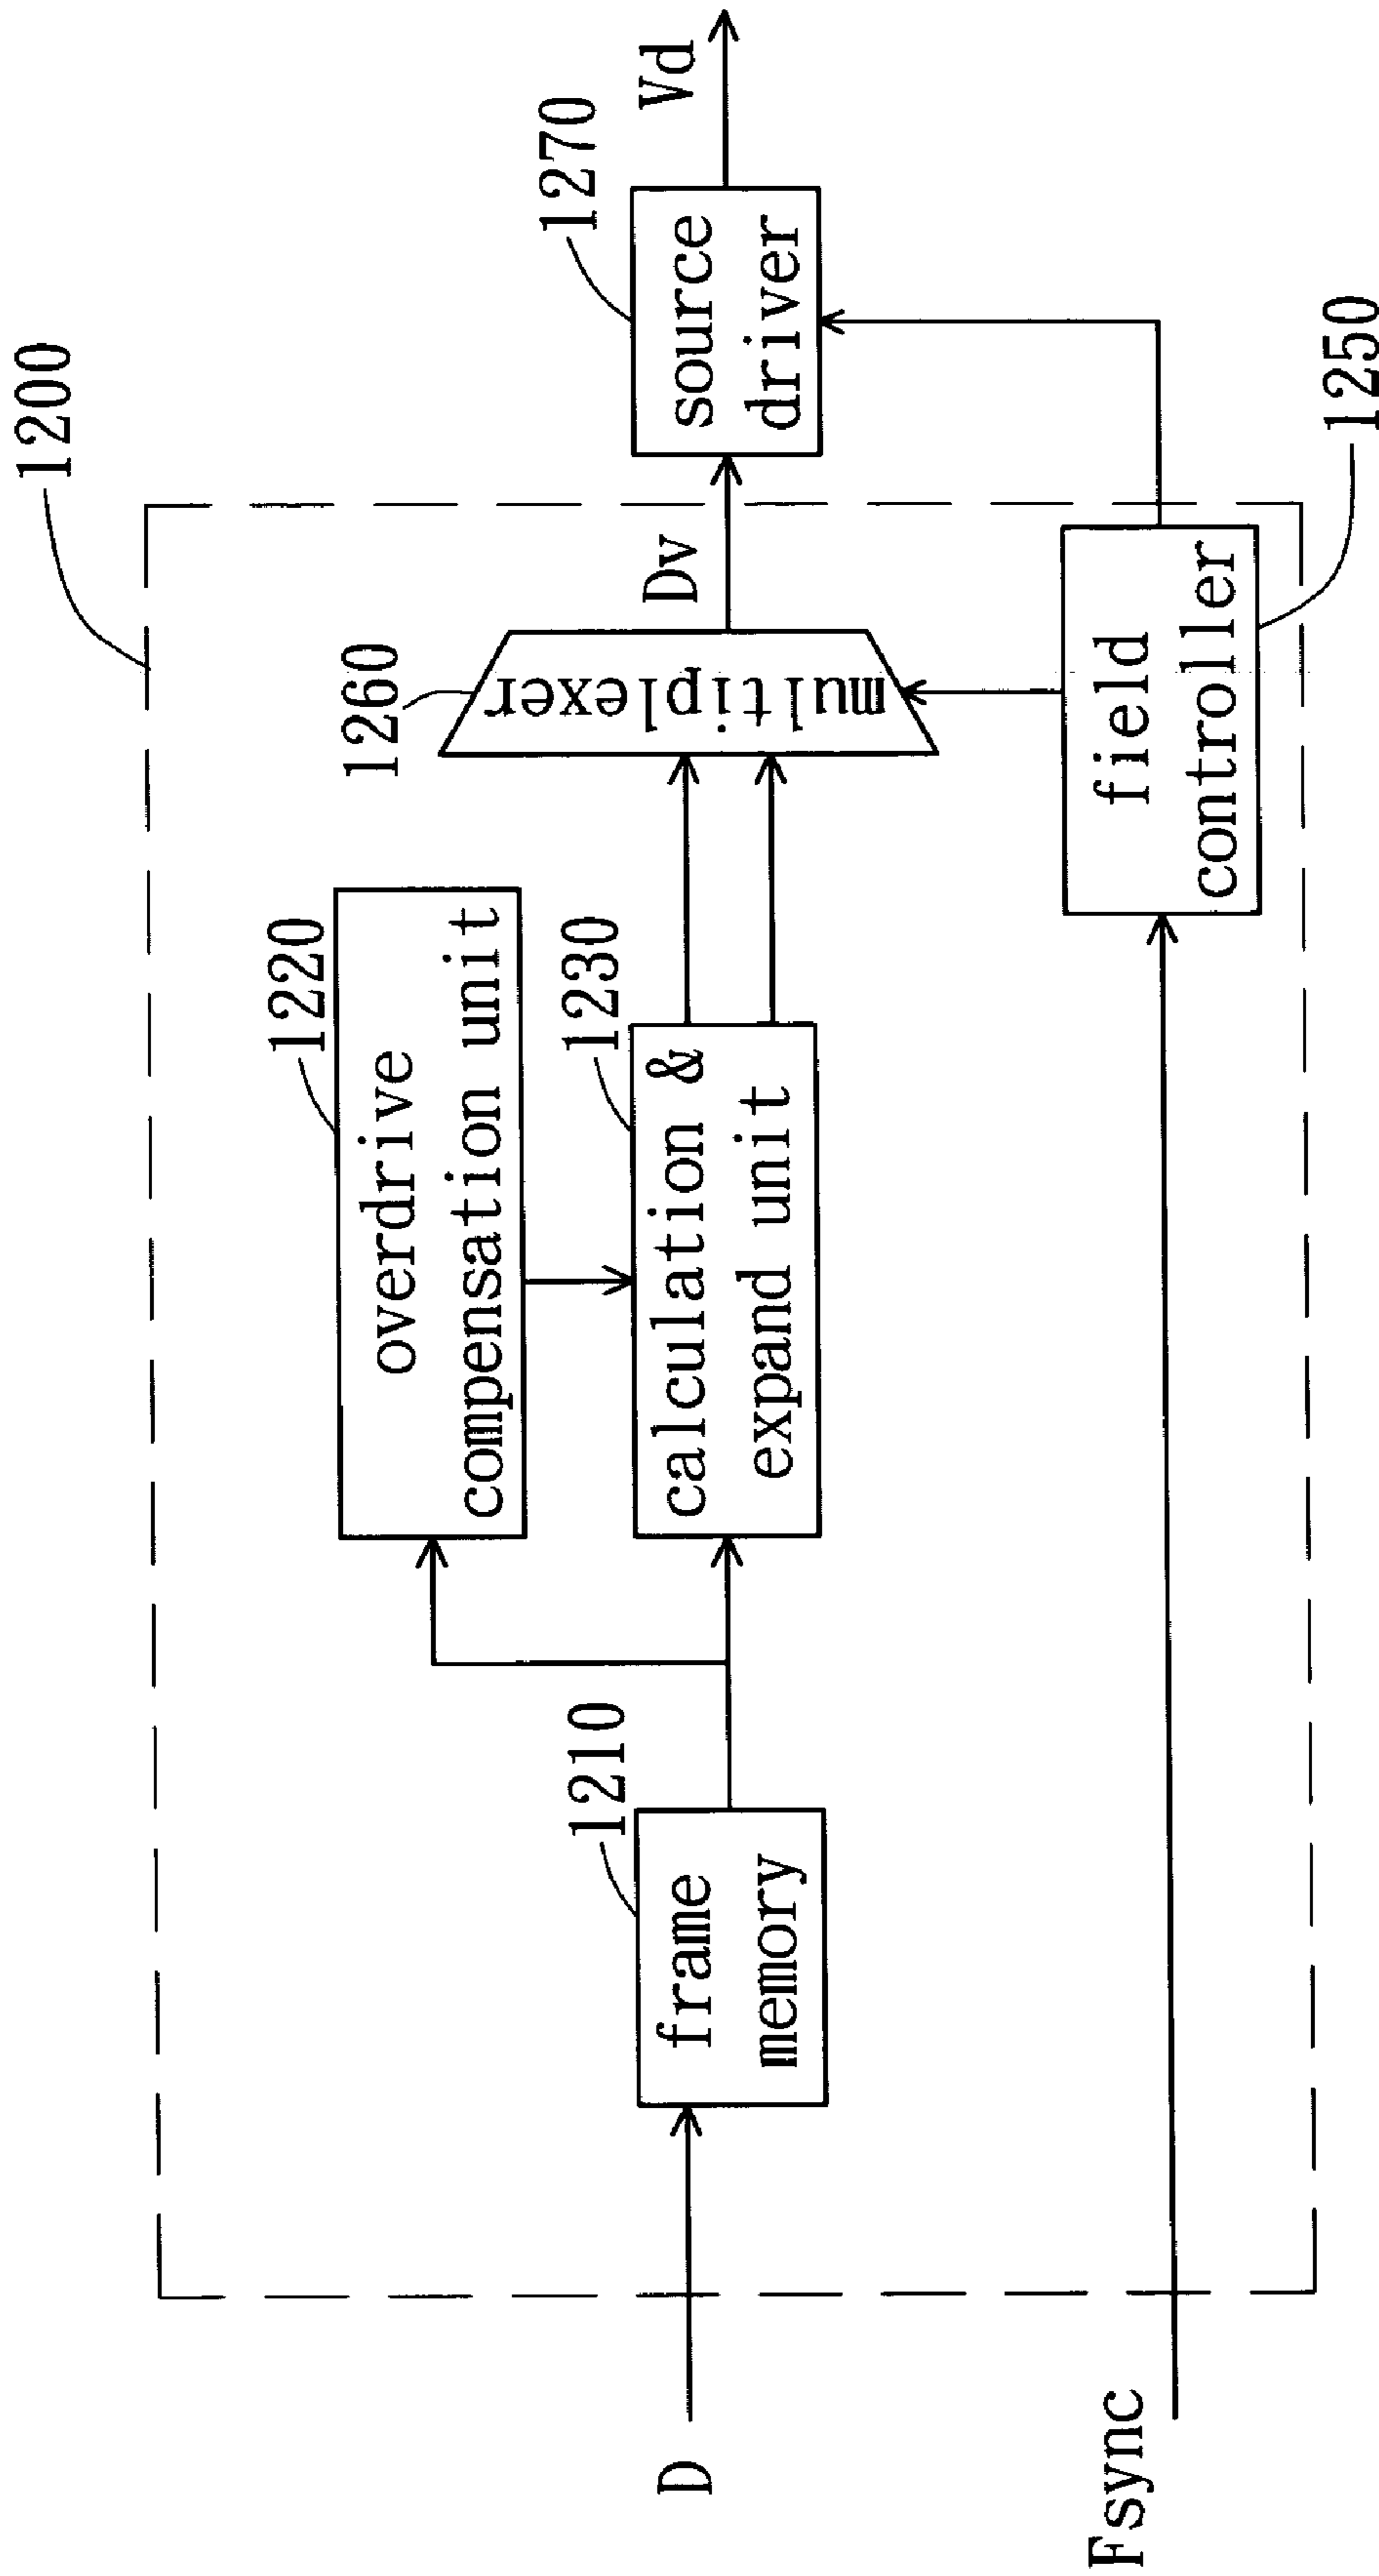 1200
1220
overdrive
compensation unit
1260
1270
1210
1230
frame
memory
calculation &
expand unit
multiplexer
Dv
source
driver
Vd
D
field
controller
1250
Fsync